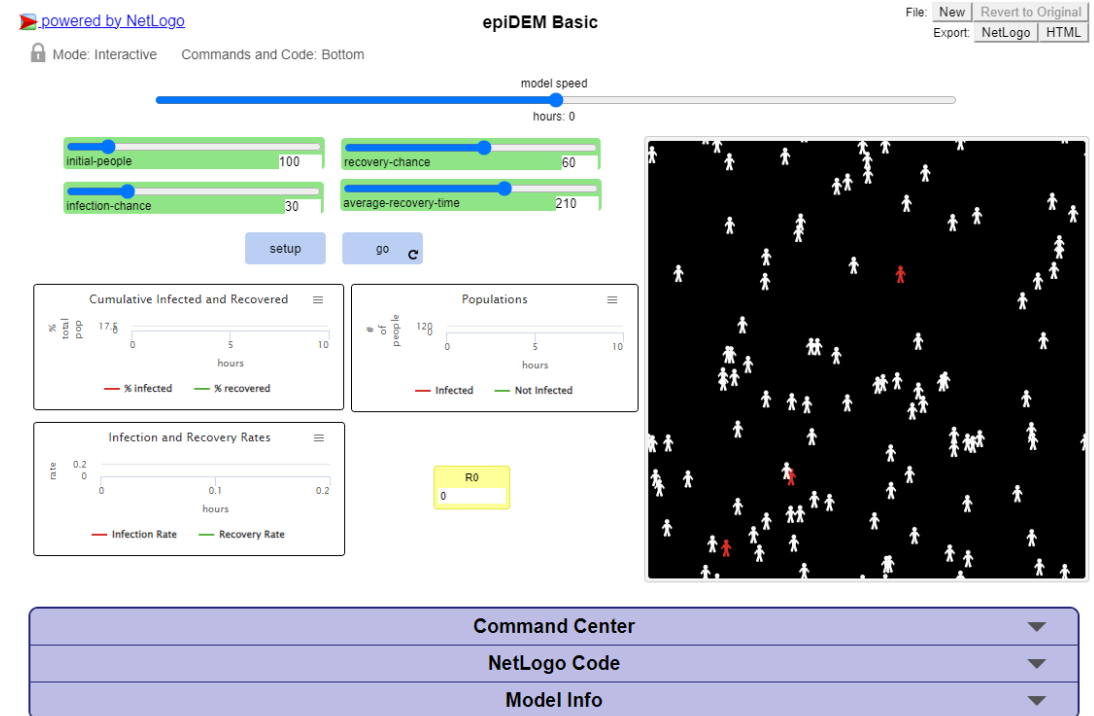 powered by NetLogo
epiDEM Basic
File: New Revert to Original
Export: NetLogo HTML
Mode: Interactive Commands and Code: Bottom
model speed
hours: 0
initial-people 100
recovery-chance 60
infection-chance 30
average-recovery-time 210
setup
go
Cumulative Infected and Recovered
% total pop
17.5
0
0 5 10
hours
% infected % recovered
Populations
# of people
120
0
0 5 10
hours
Infected Not Infected
Infection and Recovery Rates
rate
0.2
0
0 0.1 0.2
hours
Infection Rate Recovery Rate
R0
0
Command Center
NetLogo Code
Model Info